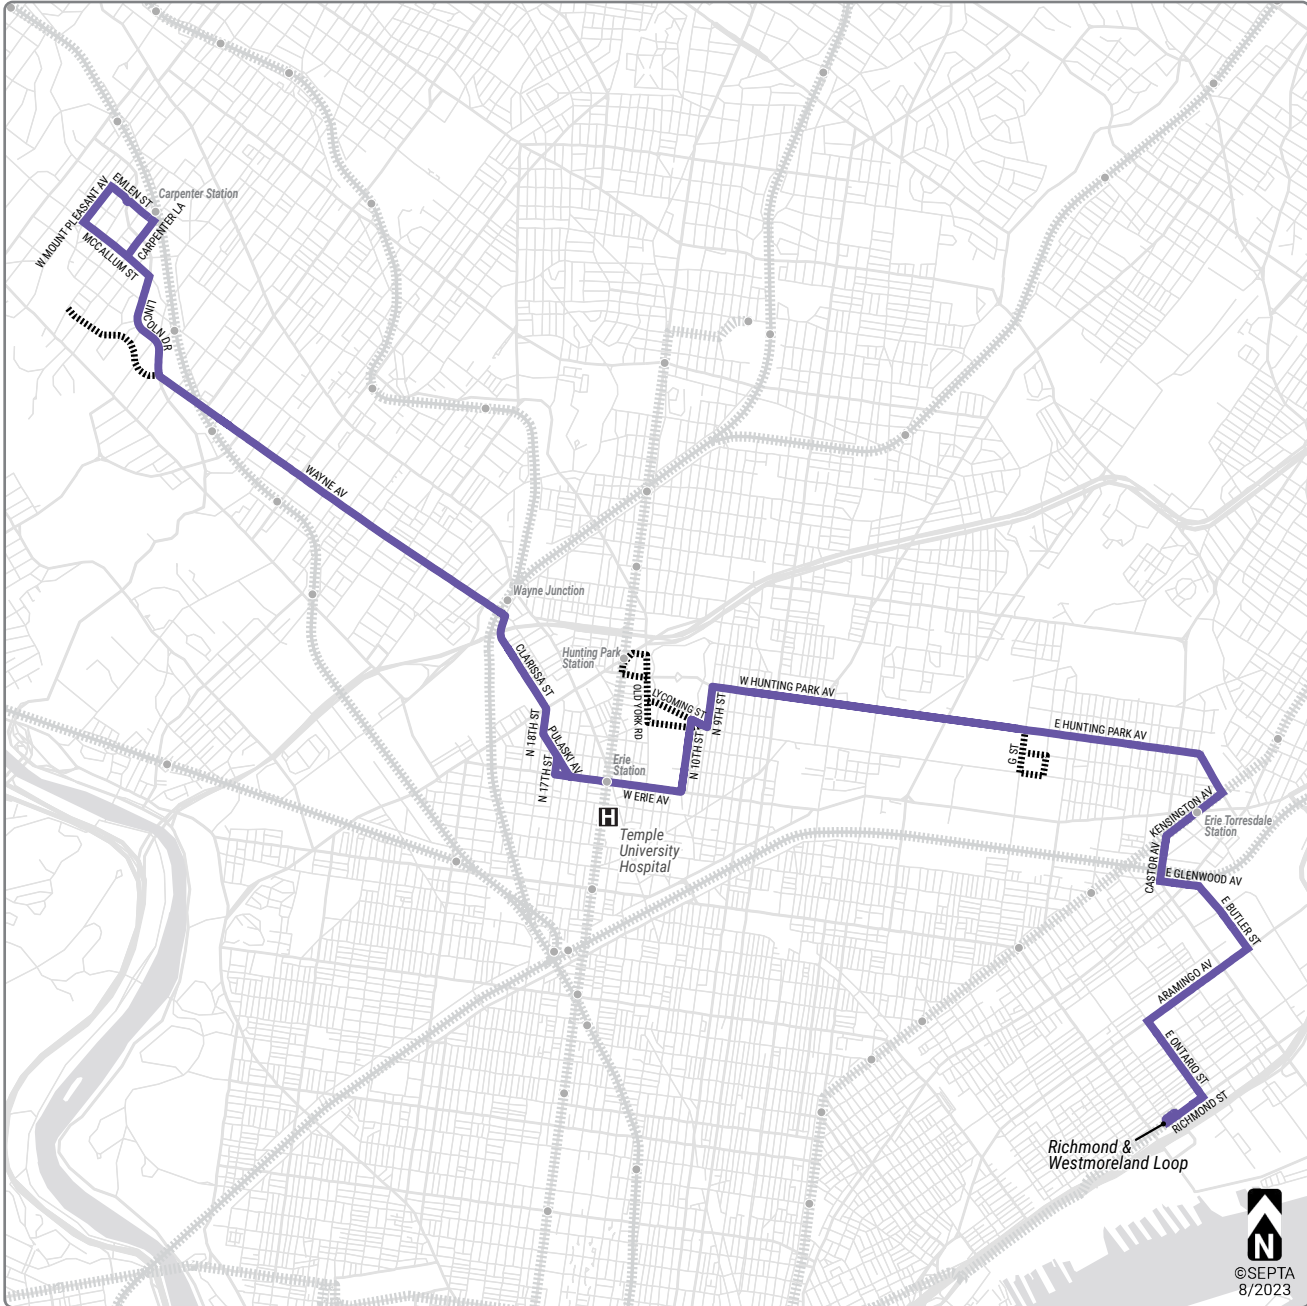 EMLEN ST
Carpenter Station
W MOUNT PLEASANT AV
CARPENTER LA
MCCALLUM ST
LINCOLN DR
WAYNE AV
Wayne Junction
CLARISSA ST
Hunting Park
Station
OLD YORK RD
LYCOMING ST
N 9TH ST
W HUNTING PARK AV
N 18TH ST
PULASKI AV
N 17TH ST
Erie
Station
N 10TH ST
W ERIE AV
H
Temple
University
Hospital
G ST
E HUNTING PARK AV
KENSINGTON AV
Erie Torresdale
Station
CASTOR AV
E GLENWOOD AV
E BUTLER ST
ARAMINGO AV
E ONTARIO ST
RICHMOND ST
Richmond &
Westmoreland Loop
N
©SEPTA
8/2023